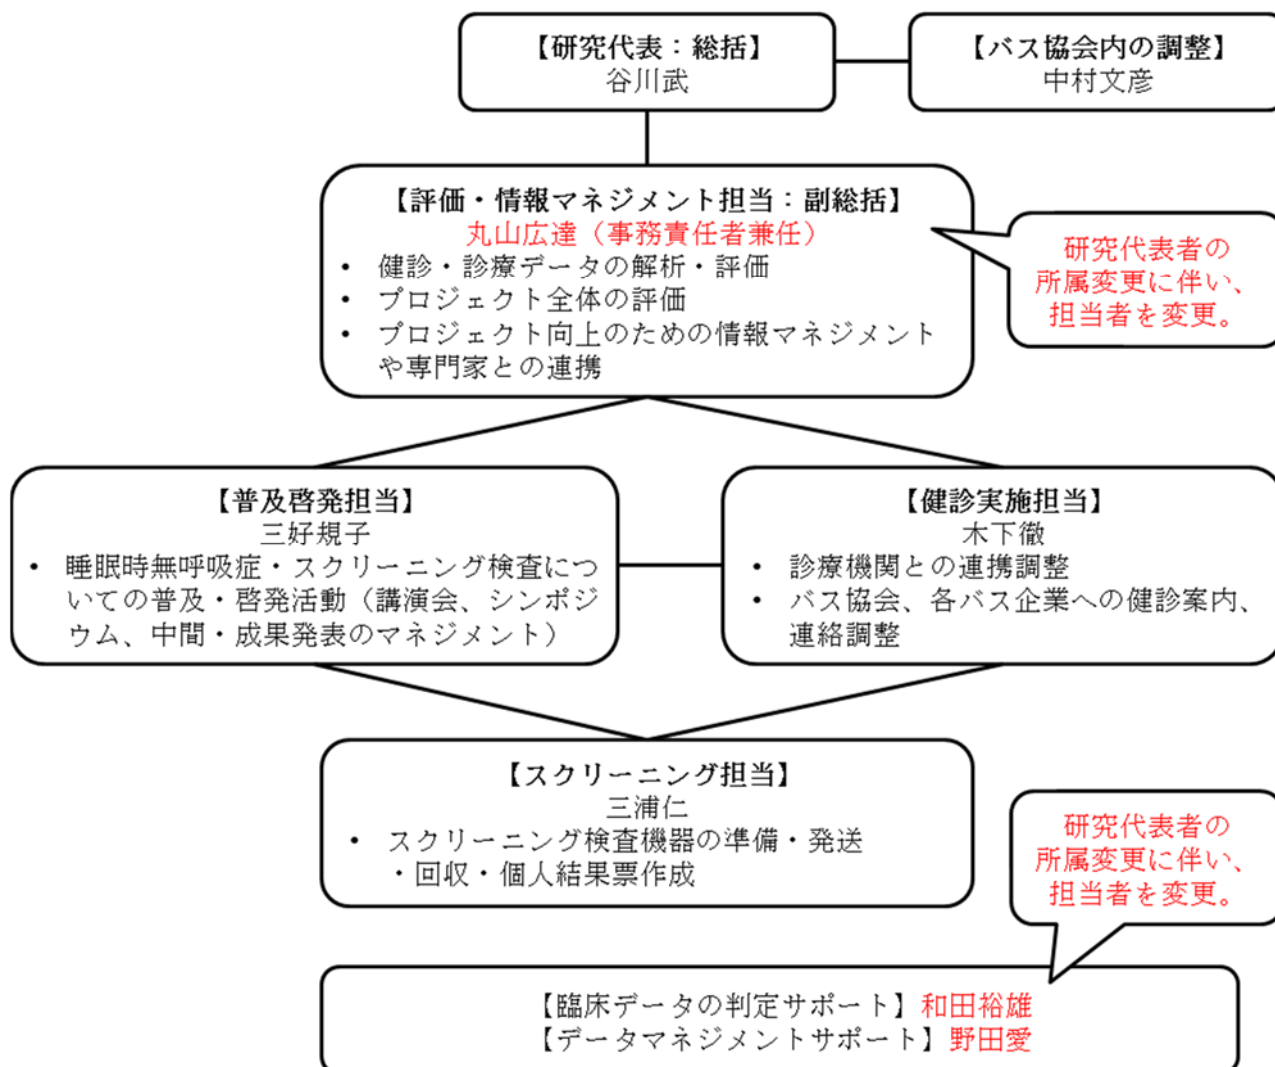 【研究代表：総括】
谷川武
【バス協会内の調整】
中村文彦
【評価・情報マネジメント担当：副総括】
丸山広達（事務責任者兼任）
• 健診・診療データの解析・評価
• プロジェクト全体の評価
• プロジェクト向上のための情報マネジメント
や専門家との連携
研究代表者の
所属変更に伴い、
担当者を変更。
【普及啓発担当】
三好規子
• 睡眠時無呼吸症・スクリーニング検査につ
いての普及・啓発活動（講演会、シンポジ
ウム、中間・成果発表のマネジメント）
【健診実施担当】
木下徹
• 診療機関との連携調整
• バス協会、各バス企業への健診案内、
連絡調整
【スクリーニング担当】
三浦仁
• スクリーニング検査機器の準備・発送
・回収・個人結果票作成
研究代表者の
所属変更に伴い、
担当者を変更。
【臨床データの判定サポート】和田裕雄
【データマネジメントサポート】野田愛